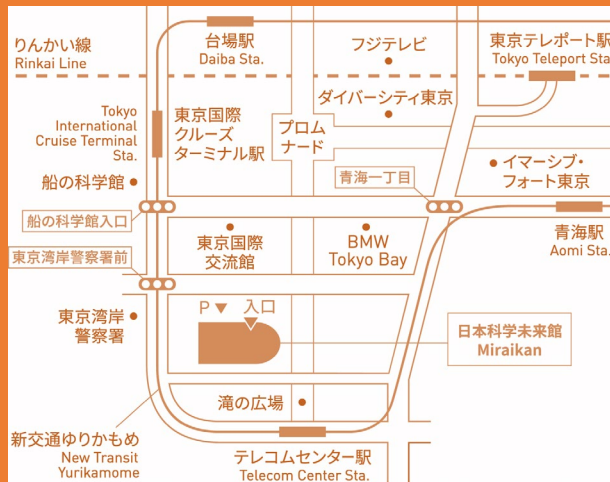 りんかい線
Rinkai Line
台場駅
Daiba Sta.
フジテレビ
東京テレポート駅
Tokyo Teleport Sta.
ダイバーシティ東京
Tokyo
International
Cruise Terminal
Sta.
東京国際
クルーズ
ターミナル駅
プロム
ナード
イマーシブ・
フォート東京
船の科学館
青海一丁目
船の科学館入口
東京国際
交流館
BMW
Tokyo Bay
青海駅
Aomi Sta.
東京湾岸警察署前
東京湾岸
警察署
P
入口
日本科学未来館
Miraikan
滝の広場
新交通ゆりかもめ
New Transit
Yurikamome
テレコムセンター駅
Telecom Center Sta.